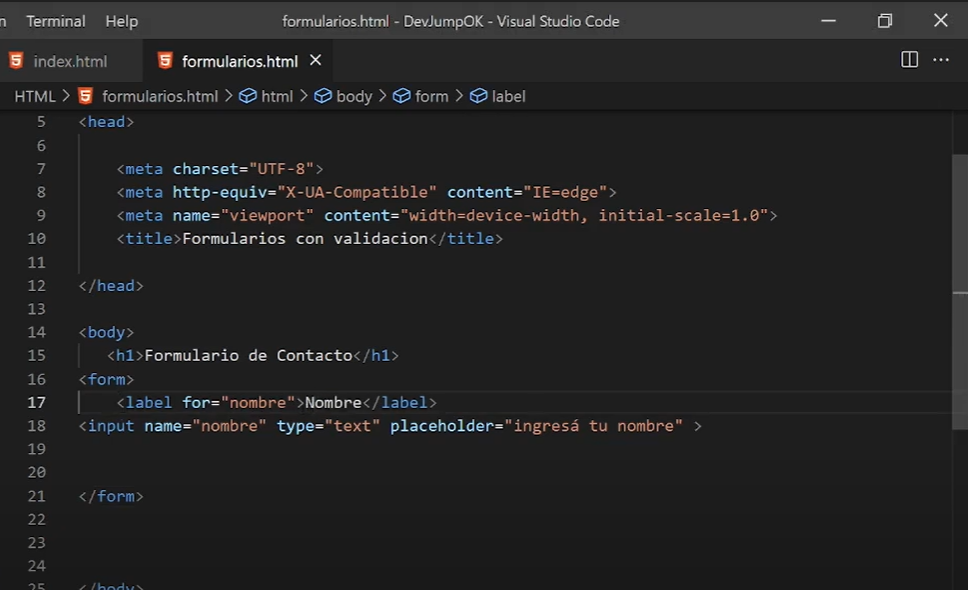 Terminal Help formularios.html - DevJumpOK - Visual Studio Code
index.html formularios.html
HTML > formularios.html > html > body > form > label
5 <head>
6
7 <meta charset="UTF-8">
8 <meta http-equiv="X-UA-Compatible" content="IE=edge">
9 <meta name="viewport" content="width=device-width, initial-scale=1.0">
10 <title>Formularios con validacion</title>
11
12 </head>
13
14 <body>
15 <h1>Formulario de Contacto</h1>
16 <form>
17 <label for="nombre">Nombre</label>
18 <input name="nombre" type="text" placeholder="ingresá tu nombre" >
19
20
21 </form>
22
23
24
25 </body>